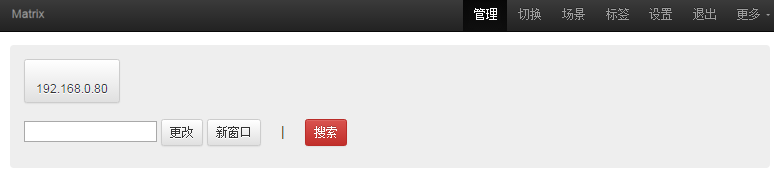 Matrix 管理 切换 场景 标签 设置 退出 更多
192.168.0.80
更改 新窗口 | 搜索